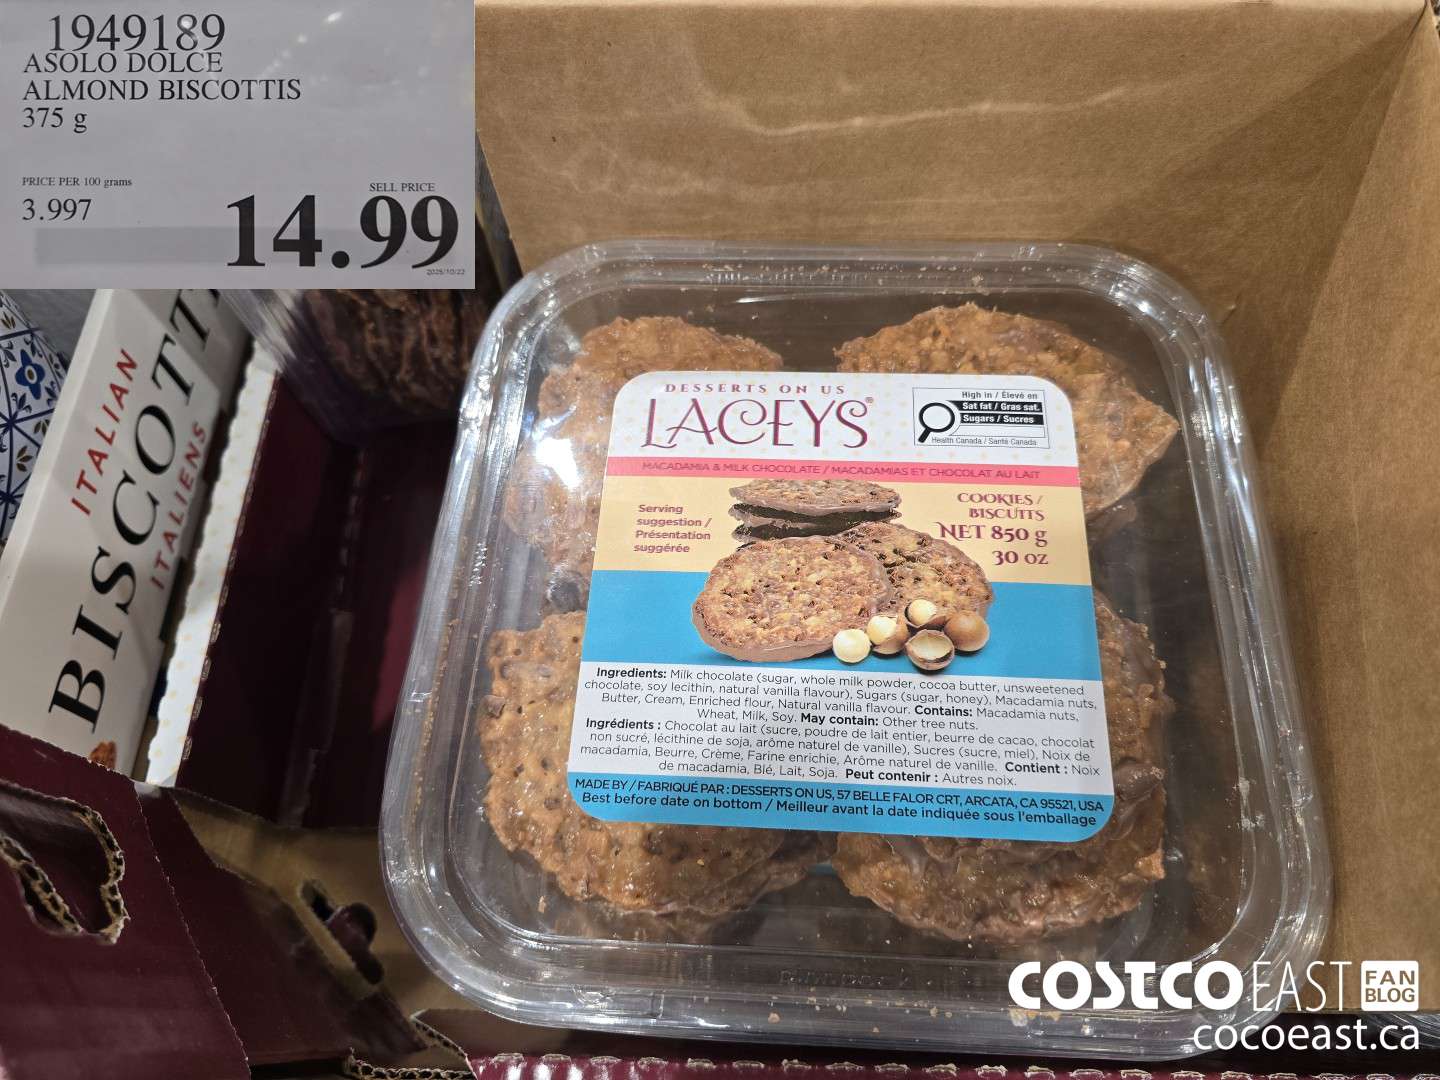 1949189
ASOLO DOLCE
ALMOND BISCOTTIS
375 g
PRICE PER 100 grams
SELL PRICE
3.997
14.99
2025/10/22
ITALIAN
BISCOTTI
ITALIENS
DESSERTS ON US
LACEYS®
High in / Élevé en
Sat fat / Gras sat.
Sugars / Sucres
Health Canada / Santé Canada
MACADAMIA & MILK CHOCOLATE / MACADAMIAS ET CHOCOLAT AU LAIT
Serving
suggestion /
Présentation
suggérée
COOKIES /
BISCUITS
NET 850 g
30 OZ
Ingredients: Milk chocolate (sugar, whole milk powder, cocoa butter, unsweetened
chocolate, soy lecithin, natural vanilla flavour), Sugars (sugar, honey), Macadamia nuts,
Butter, Cream, Enriched flour, Natural vanilla flavour. Contains: Macadamia nuts,
Wheat, Milk, Soy. May contain: Other tree nuts.
Ingrédients : Chocolat au lait (sucre, poudre de lait entier, beurre de cacao, chocolat
non sucré, lécithine de soja, arôme naturel de vanille), Sucres (sucre, miel), Noix de
macadamia, Beurre, Crème, Farine enrichie, Arôme naturel de vanille. Contient : Noix
de macadamia, Blé, Lait, Soja. Peut contenir : Autres noix.
MADE BY / FABRIQUÉ PAR : DESSERTS ON US, 57 BELLE FALOR CRT, ARCATA, CA 95521, USA
Best before date on bottom / Meilleur avant la date indiquée sous l'emballage
COSTCO EAST FAN
BLOG
cocoeast.ca